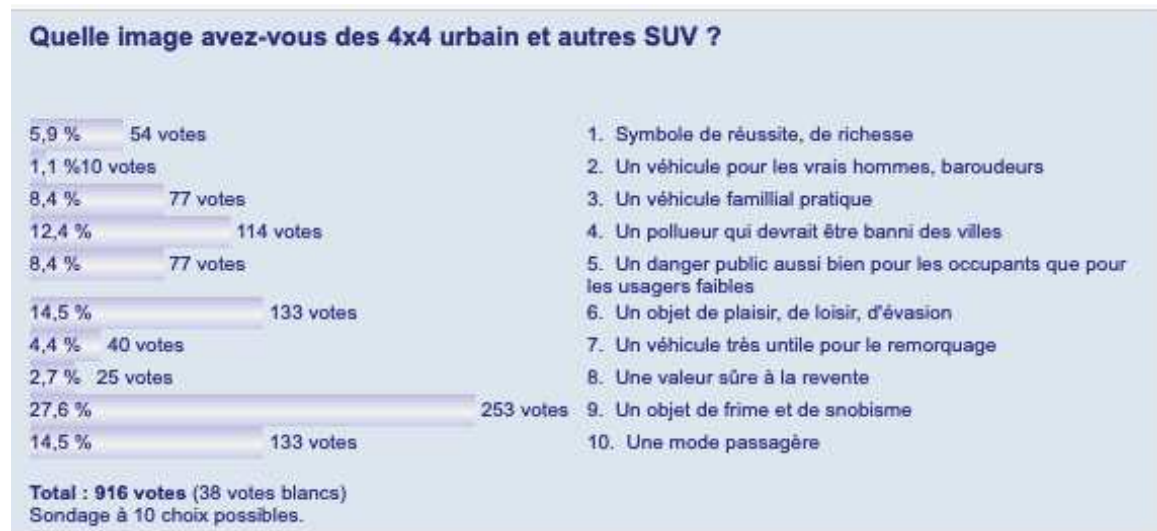 Quelle image avez-vous des 4x4 urbain et autres SUV ?
5,9 % 54 votes 1. Symbole de réussite, de richesse
1,1 %10 votes 2. Un véhicule pour les vrais hommes, baroudeurs
8,4 % 77 votes 3. Un véhicule famillial pratique
12,4 % 114 votes 4. Un pollueur qui devrait être banni des villes
8,4 % 77 votes 5. Un danger public aussi bien pour les occupants que pour
les usagers faibles
14,5 % 133 votes 6. Un objet de plaisir, de loisir, d'évasion
4,4 % 40 votes 7. Un véhicule très untile pour le remorquage
2,7 % 25 votes 8. Une valeur sûre à la revente
27,6 % 253 votes 9. Un objet de frime et de snobisme
14,5 % 133 votes 10. Une mode passagère
Total : 916 votes (38 votes blancs)
Sondage à 10 choix possibles.